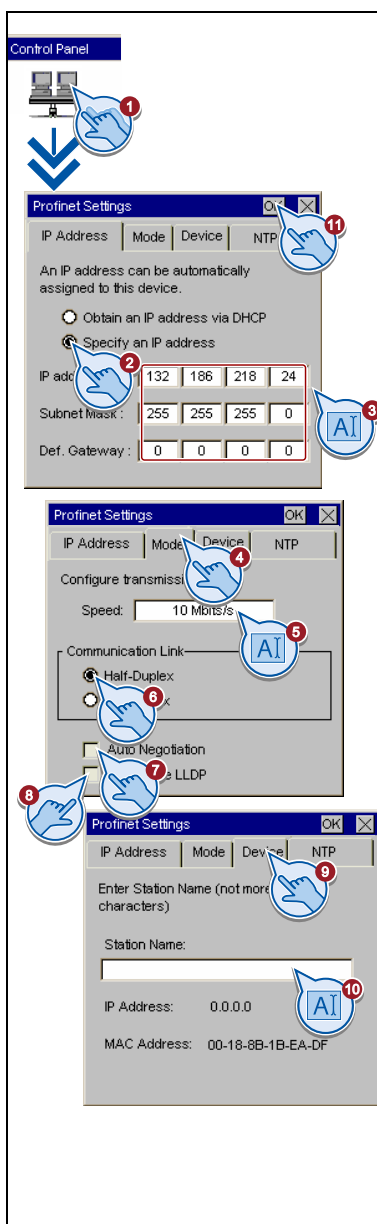 Control Panel
1
Profinet Settings OK
11
IP Address Mode Device NTP
An IP address can be automatically
assigned to this device.
Obtain an IP address via DHCP
Specify an IP address
2
IP 132 186 218 24
3
AI
Subnet Mask : 255 255 255 0
Def. Gateway : 0 0 0 0
Profinet Settings OK
IP Address Mode Device NTP
4
Configure
Speed: 10 Mbits/s
5
AI
Communication Link
Half-Duplex
6
Auto Negotiation
7
LLDP
8
Profinet Settings OK
IP Address Mode Device NTP
9
Enter Station Name (not more
characters)
Station Name:
10
AI
IP Address: 0.0.0.0
MAC Address: 00-18-8B-1B-EA-DF